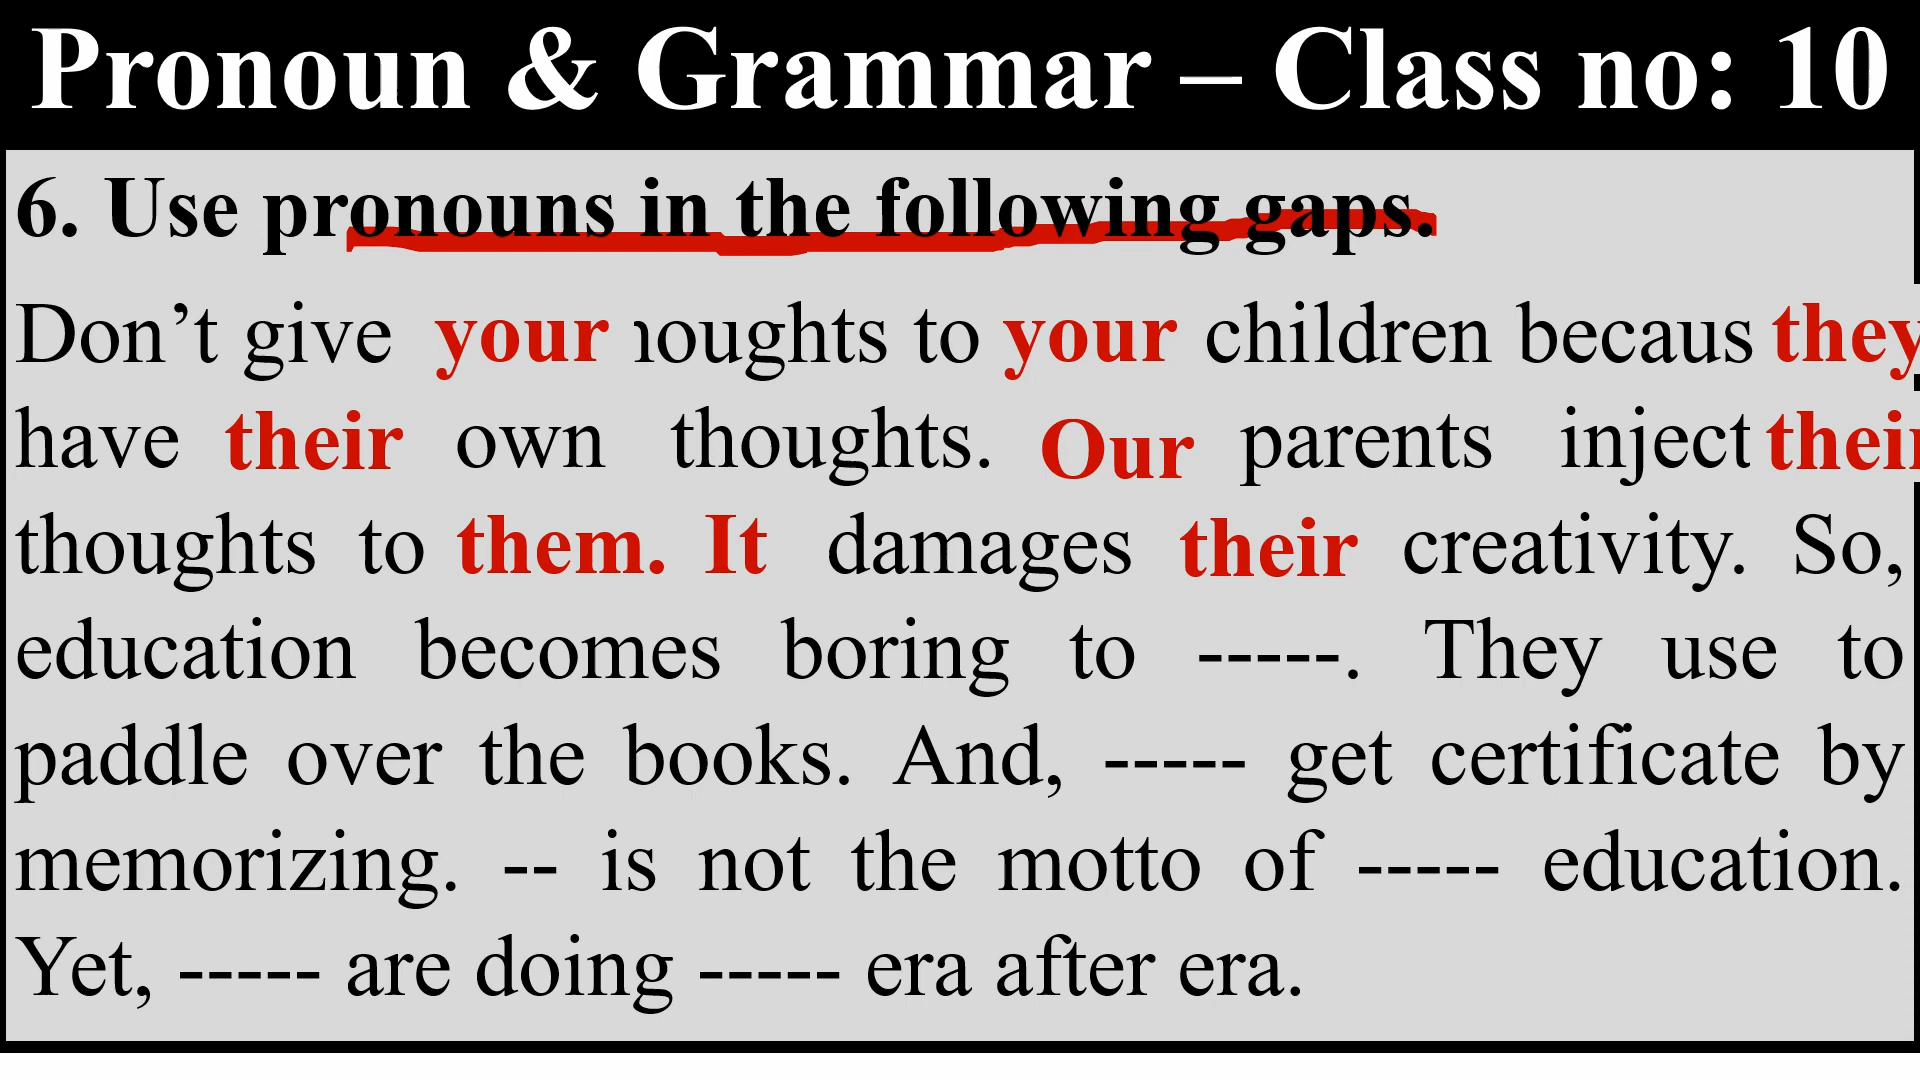 Pronoun & Grammar – Class no: 10
6. Use pronouns in the following gaps.
Don't give your houghts to your children becaus they
have their own thoughts. Our parents inject their
thoughts to them. It damages their creativity. So,
education becomes boring to -----. They use to
paddle over the books. And, ----- get certificate by
memorizing. -- is not the motto of ----- education.
Yet, ----- are doing ----- era after era.